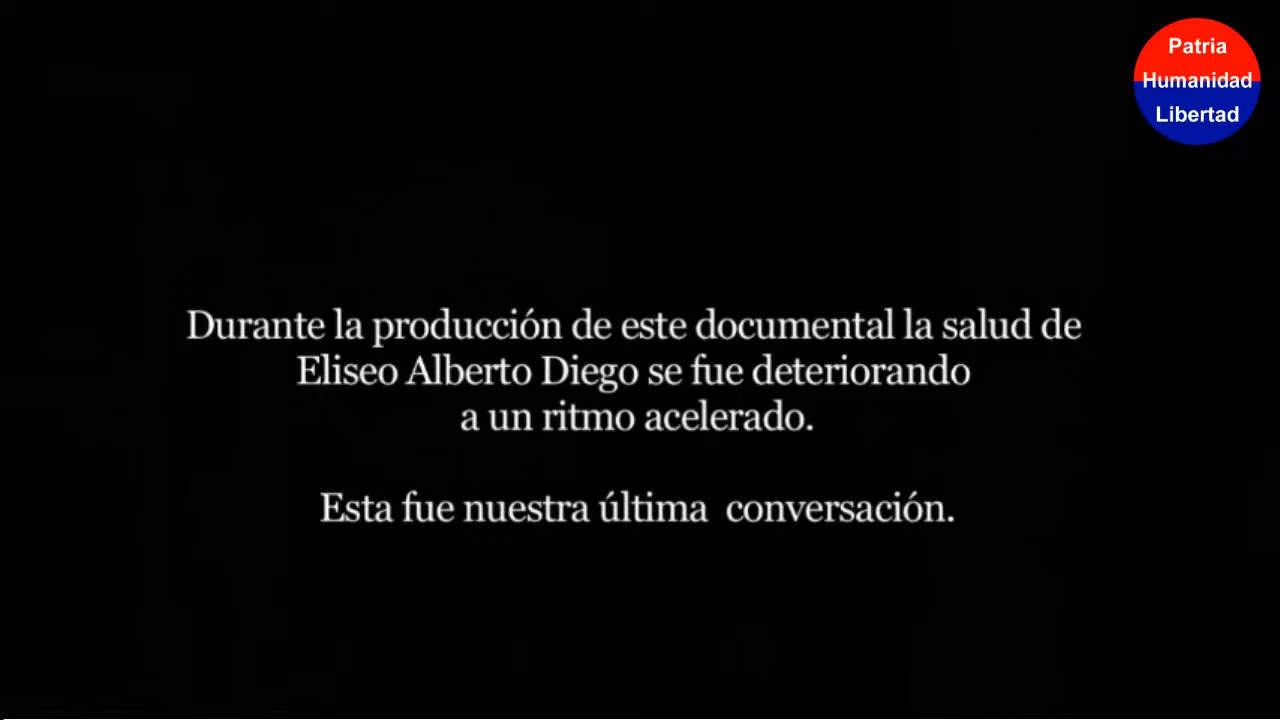 Patria
Humanidad
Libertad
Durante la producción de este documental la salud de
Eliseo Alberto Diego se fue deteriorando
a un ritmo acelerado.
Esta fue nuestra última  conversación.